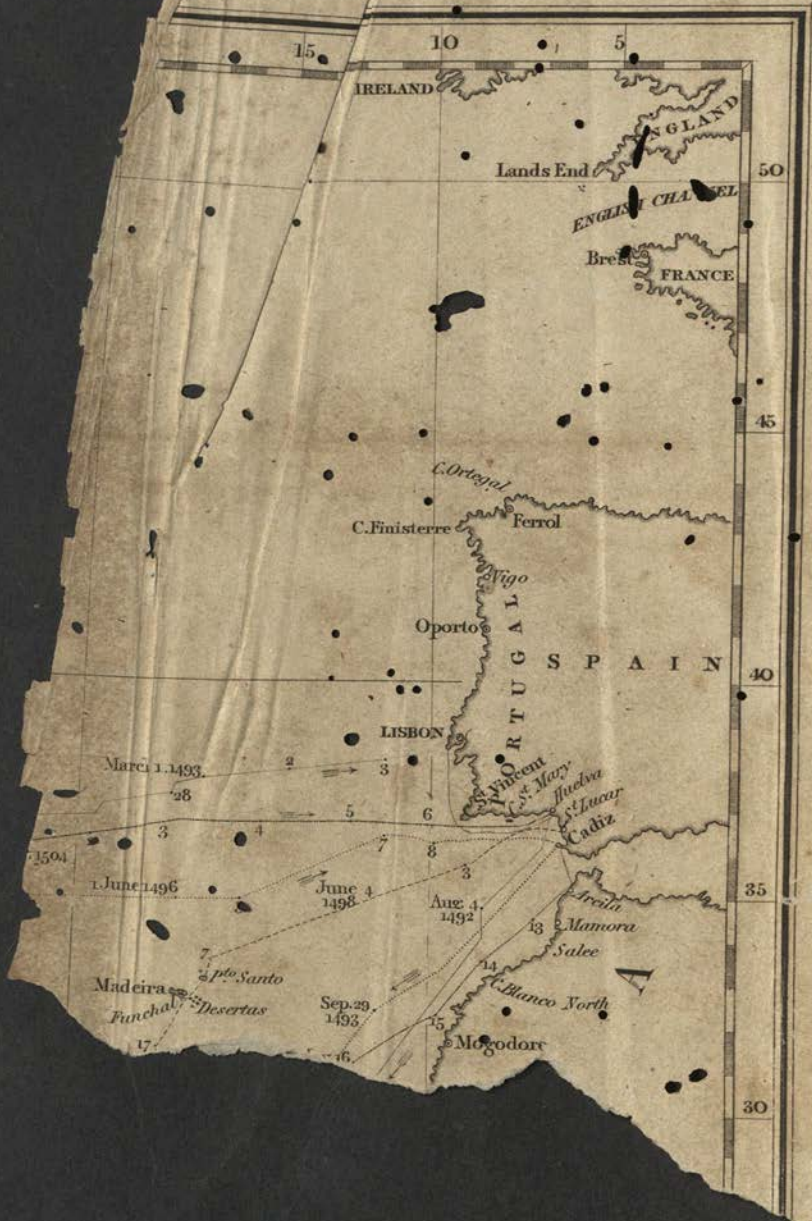 15 10 5
IRELAND
ENGLAND
Lands End
50
ENGLISH CHANNEL
Brest
FRANCE
45
C. Ortegal
C. Finisterre
Ferrol
Vigo
Oporto
PORTUGAL
SPAIN
40
LISBON
March 1.1493.
2
3
28
St. Vincent
C. St. Mary
Huelva
St. Lucar
Cadiz
3
4
5
6
7
8
3
1504
1 June 1496
June 4
1498
Aug: 4.
1492
35
Arcila
13
Mamora
Salee
A
14
7
Pto. Santo
Madeira
Funchal
Desertas
Sep. 29
1493
C. Blanco North
15
Mogodore
17
16
30